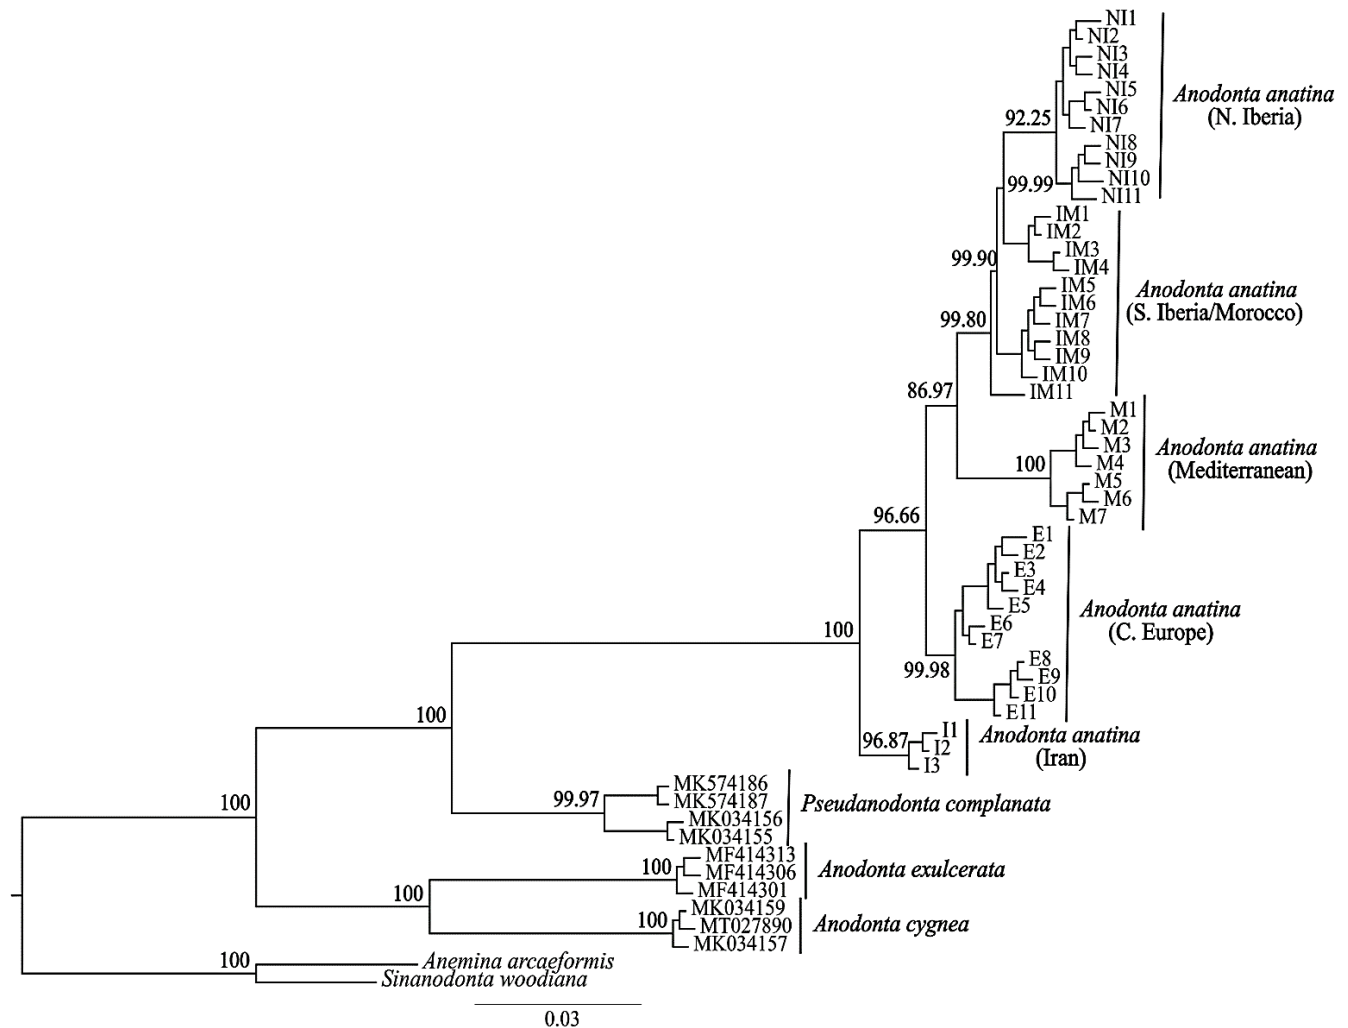 NI1
NI2
NI3
NI4
NI5
NI6
NI7
NI8
NI9
NI10
NI11
92.25
99.99
Anodonta anatina
(N. Iberia)
IM1
IM2
IM3
IM4
IM5
IM6
IM7
IM8
IM9
IM10
IM11
99.90
99.80
Anodonta anatina
(S. Iberia/Morocco)
86.97
M1
M2
M3
M4
M5
M6
M7
100
Anodonta anatina
(Mediterranean)
96.66
E1
E2
E3
E4
E5
E6
E7
E8
E9
E10
E11
99.98
Anodonta anatina
(C. Europe)
100
I1
I2
I3
96.87
Anodonta anatina
(Iran)
100
MK574186
MK574187
MK034156
MK034155
99.97
Pseudanodonta complanata
100
MF414313
MF414306
MF414301
100
Anodonta exulcerata
100
MK034159
MT027890
MK034157
100
Anodonta cygnea
100
Anemina arcaeformis
Sinanodonta woodiana
0.03